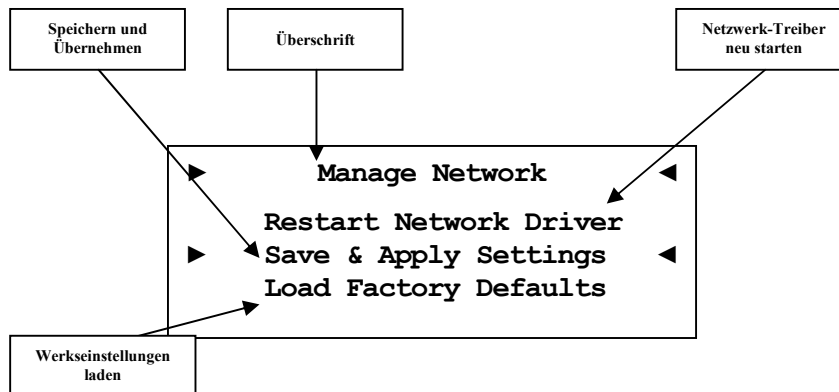 Speichern und
Übernehmen
Überschrift
Netzwerk-Treiber
neu starten
► Manage Network ◄
Restart Network Driver
► Save & Apply Settings ◄
Load Factory Defaults
Werkseinstellungen
laden